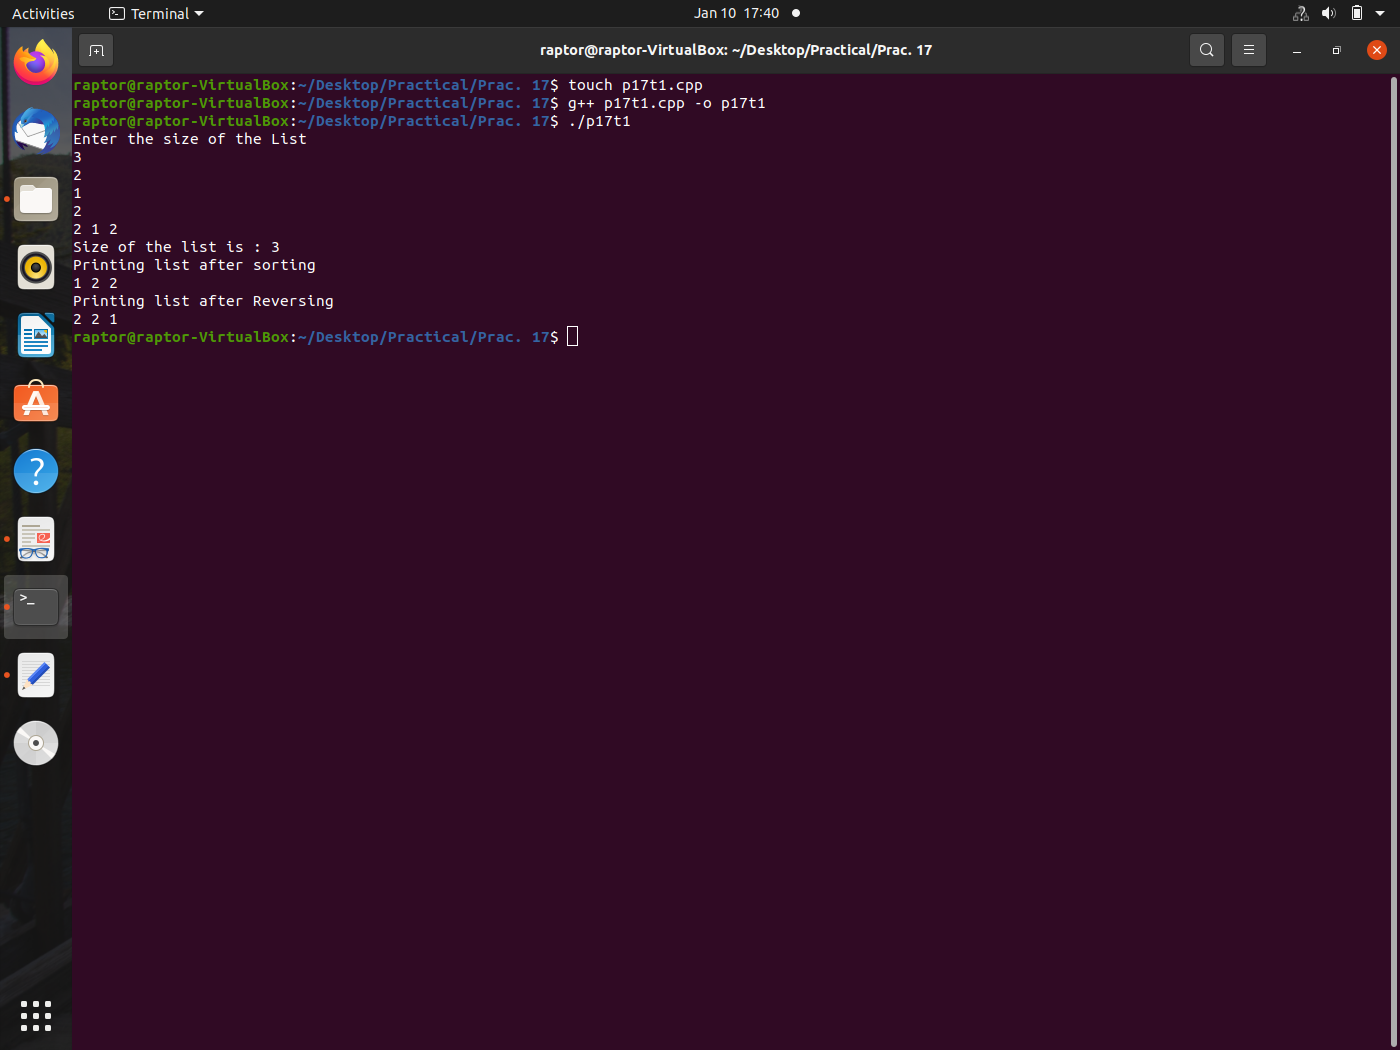 Activities Terminal Jan 10 17:40
raptor@raptor-VirtualBox: ~/Desktop/Practical/Prac. 17
raptor@raptor-VirtualBox:~/Desktop/Practical/Prac. 17$ touch p17t1.cpp
raptor@raptor-VirtualBox:~/Desktop/Practical/Prac. 17$ g++ p17t1.cpp -o p17t1
raptor@raptor-VirtualBox:~/Desktop/Practical/Prac. 17$ ./p17t1
Enter the size of the List
3
2
1
2
2 1 2
Size of the list is : 3
Printing list after sorting
1 2 2
Printing list after Reversing
2 2 1
raptor@raptor-VirtualBox:~/Desktop/Practical/Prac. 17$